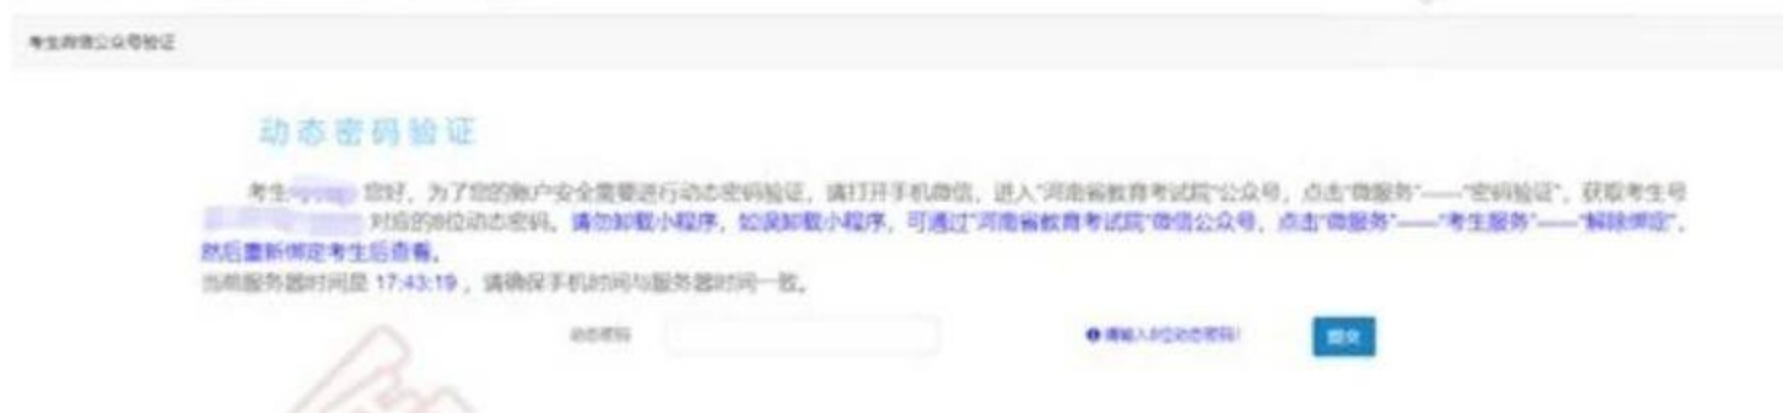 考生微信公众号验证
动态密码验证
考生 您好，为了您的账户安全需要进行动态密码验证，请打开手机微信，进入“河南省教育考试院”公众号，点击“微服务”——“密码验证”，获取考生号
对应的8位动态密码。请勿卸载小程序，如误卸载小程序，可通过“河南省教育考试院”微信公众号，点击“微服务”——“考生服务”——“解除绑定”，
然后重新绑定考生后查看。
当前服务器时间是 17:43:19 ，请确保手机时间与服务器时间一致。
动态密码 请输入8位动态密码! 提交